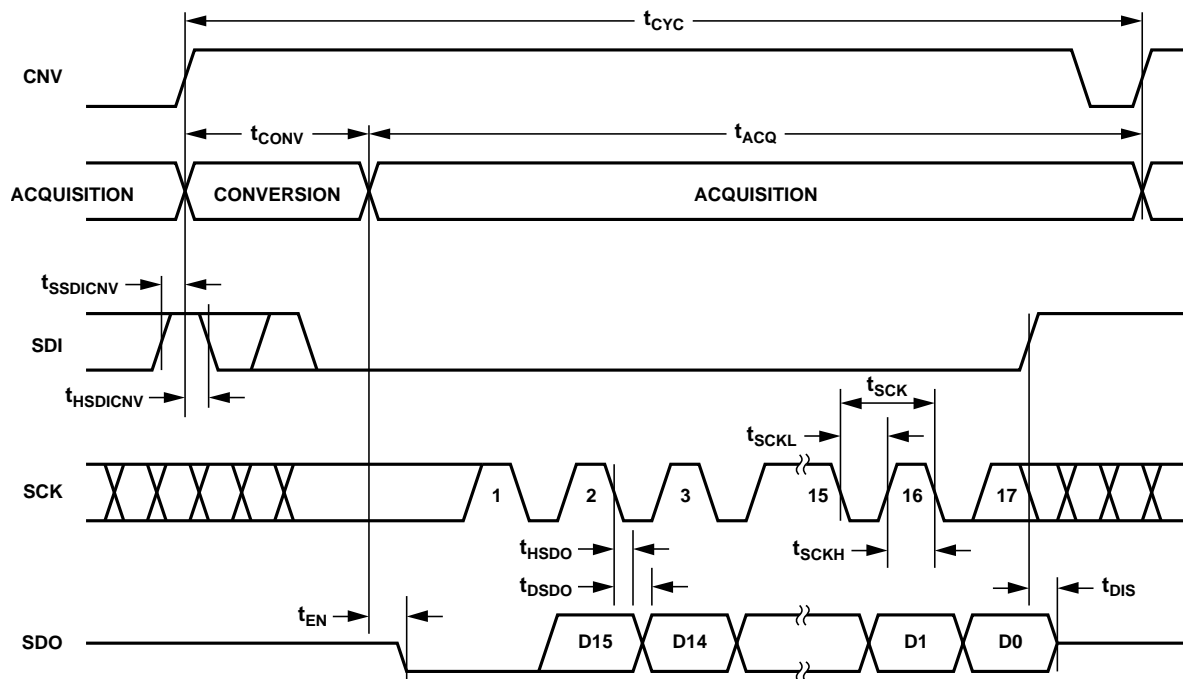 tCYC
CNV
tCONV
tACQ
ACQUISITION
CONVERSION
ACQUISITION
tSSDICNV
SDI
tHSDICNV
tSCK
tSCKL
SCK
1
2
3
15
16
17
tHSDO
tSCKH
tDSDO
tDIS
tEN
SDO
D15
D14
D1
D0